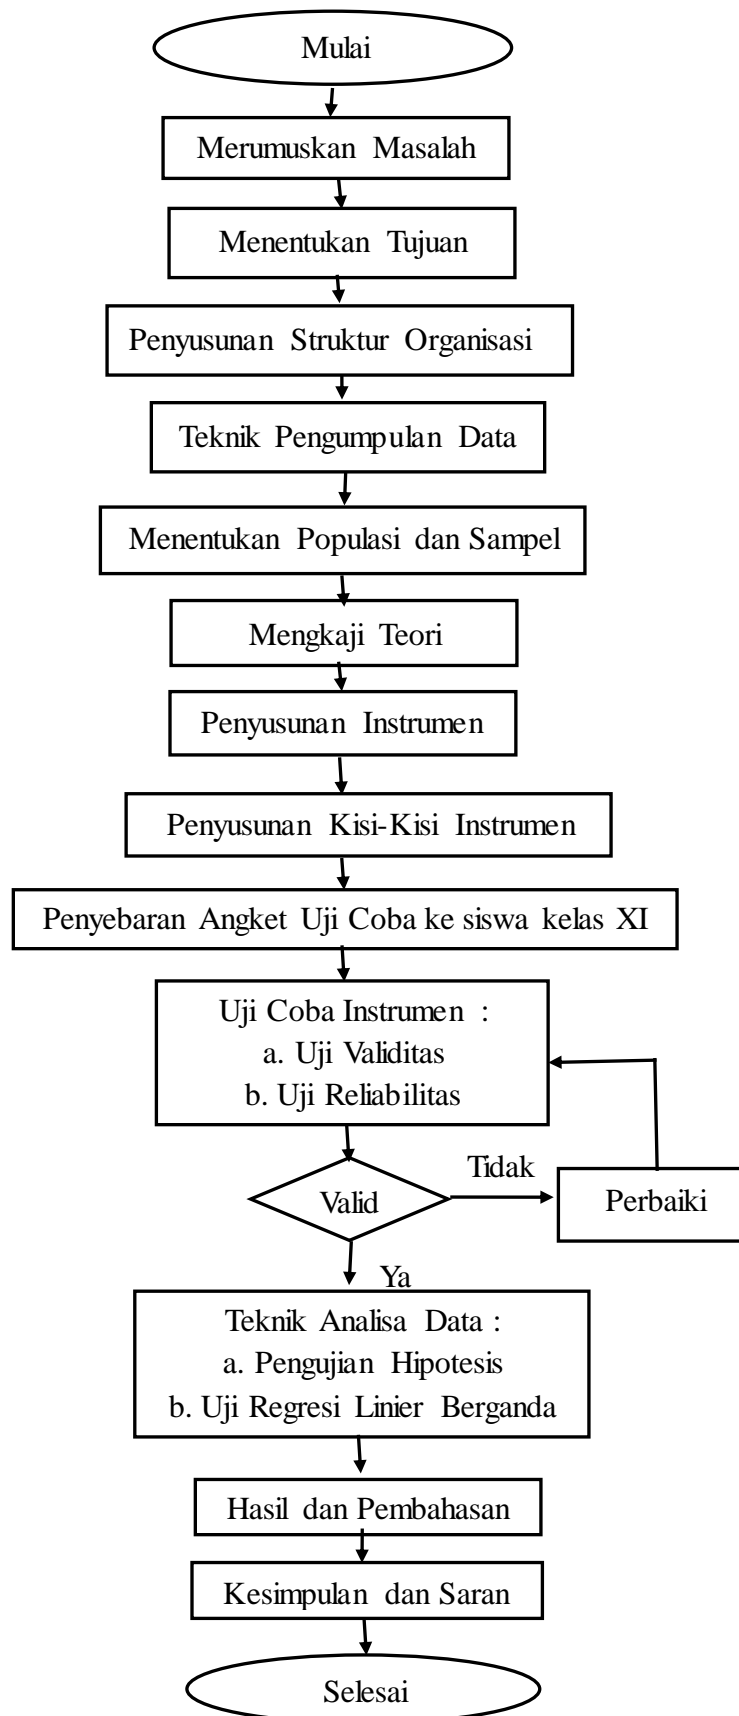 Mulai
Merumuskan Masalah
Menentukan Tujuan
Penyusunan Struktur Organisasi
Teknik Pengumpulan Data
Menentukan Populasi dan Sampel
Mengkaji Teori
Penyusunan Instrumen
Penyusunan Kisi-Kisi Instrumen
Penyebaran Angket Uji Coba ke siswa kelas XI
Uji Coba Instrumen :
a. Uji Validitas
b. Uji Reliabilitas
Tidak
Valid
Perbaiki
Ya
Teknik Analisa Data :
a. Pengujian Hipotesis
b. Uji Regresi Linier Berganda
Hasil dan Pembahasan
Kesimpulan dan Saran
Selesai